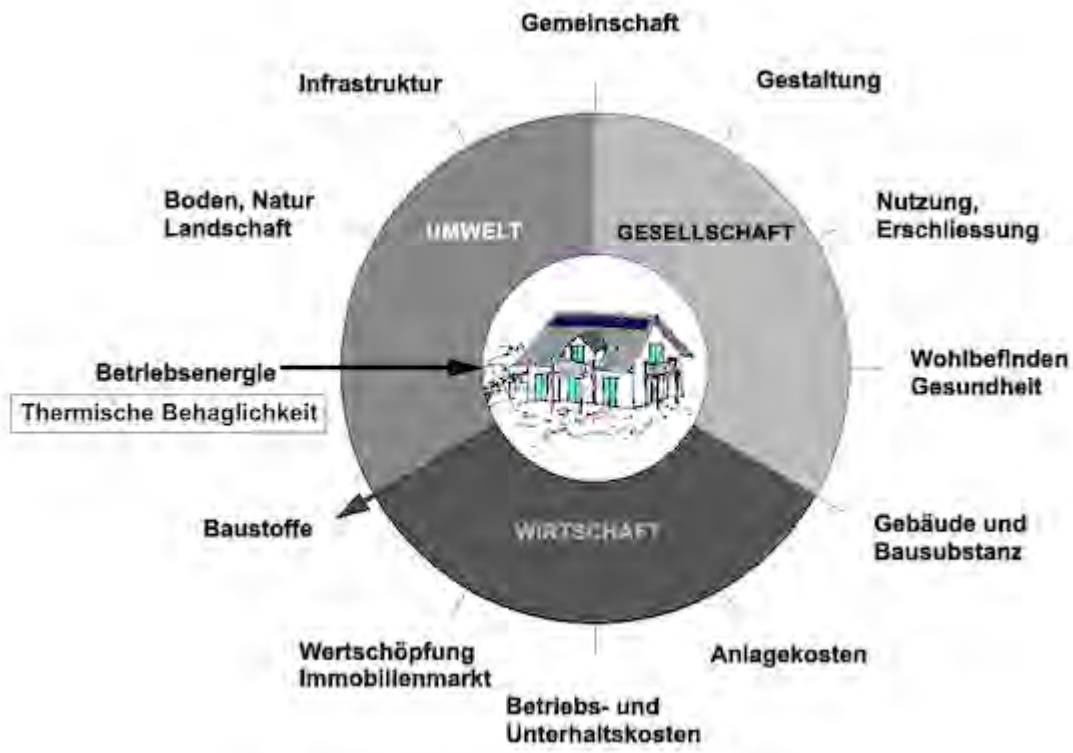 Gemeinschaft
Infrastruktur
Gestaltung
Boden, Natur
Landschaft
UMWELT
GESELLSCHAFT
Nutzung,
Erschliessung
Betriebsenergie
Thermische Behaglichkeit
Wohlbefinden
Gesundheit
Baustoffe
WIRTSCHAFT
Gebäude und
Bausubstanz
Wertschöpfung
Immobilienmarkt
Anlagekosten
Betriebs- und
Unterhaltskosten